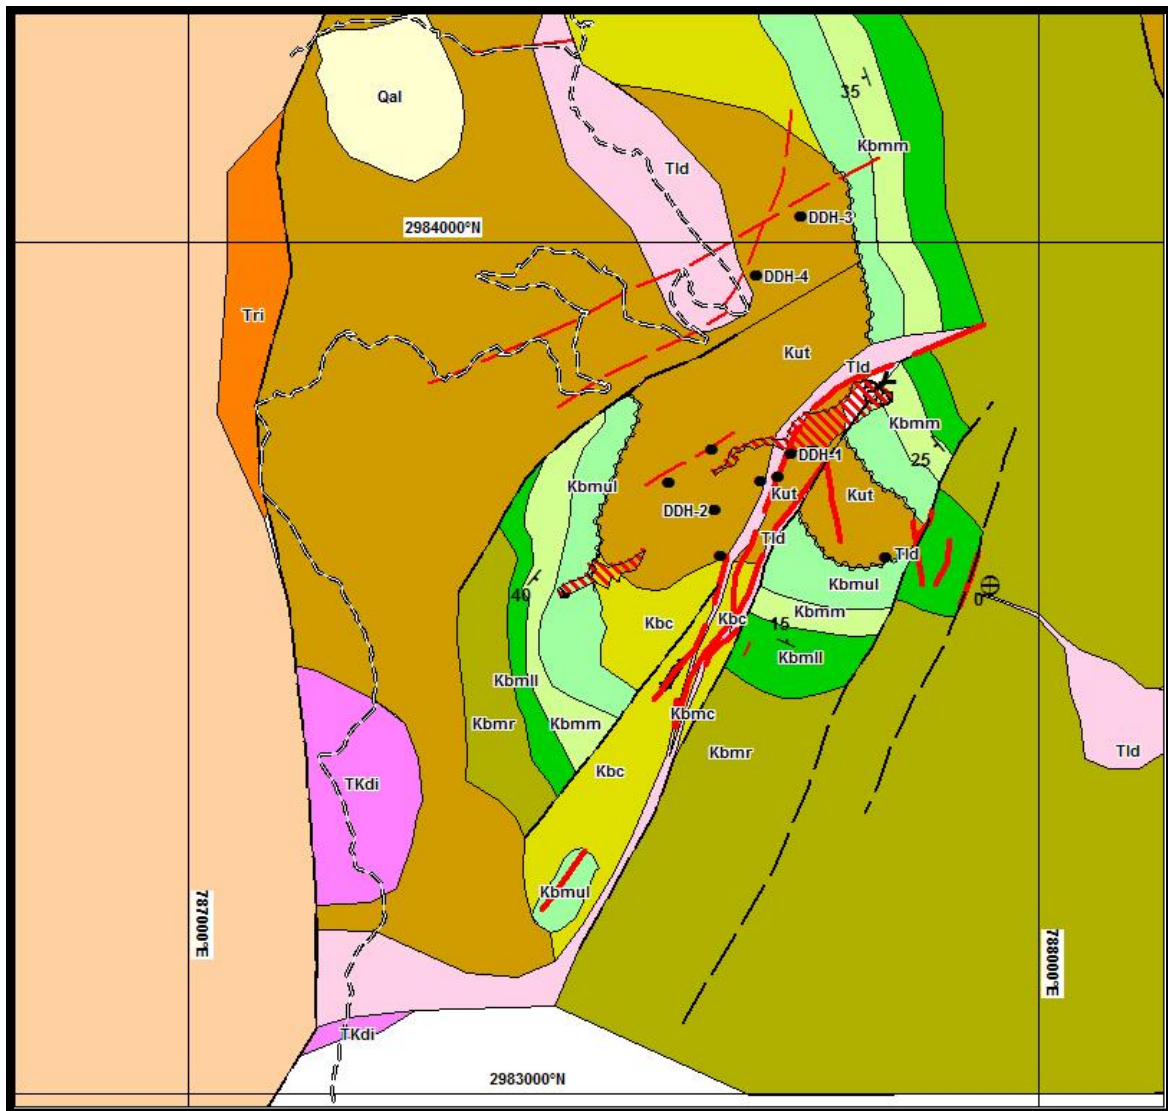 35
Qal
Kbmm
Tld
DDH-3
2984000°N
DDH-4
Tri
Kut
Tld
Kbmm
DDH-1
25
Kbmul
Kut
Kut
DDH-2
Tld
Tld
Kbmul
40
0
Kbmm
Kbc
Kbc
15
Kbmll
Kbmll
Kbmc
Kbmr
Kbmm
Kbmr
Tld
Kbc
TKdi
Kbmul
787000°E
788000°E
TKdi
2983000°N